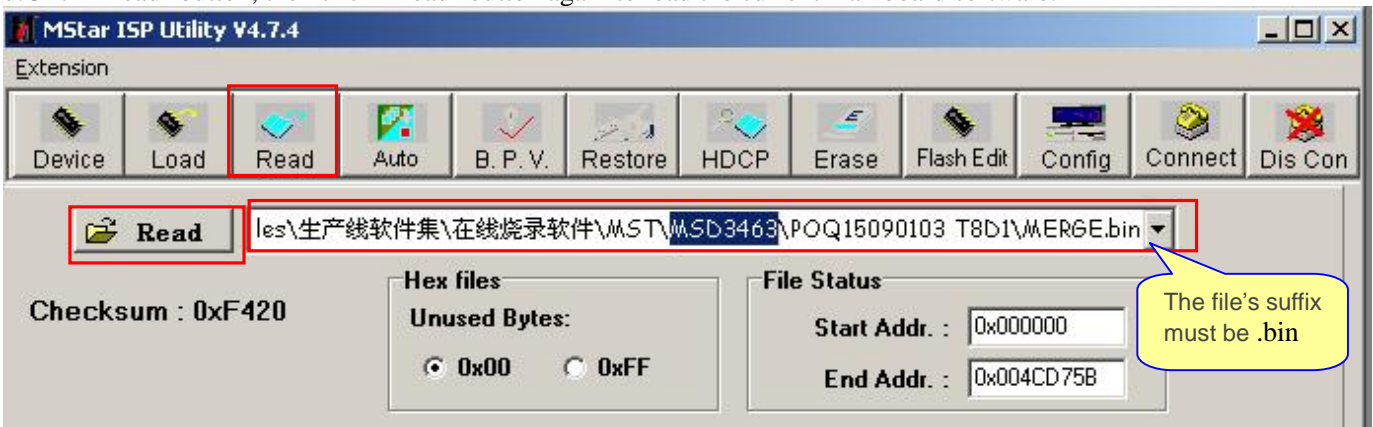 MStar ISP Utility V4.7.4
Extension
Device Load Read Auto B. P. V. Restore HDCP Erase Flash Edit Config Connect Dis Con
Read les\生产线软件集\在线烧录软件\MST\MSD3463\POQ15090103 T8D1\MERGE.bin
The file’s suffix
must be .bin
Checksum : 0xF420
Hex files
Unused Bytes:
0x00 0xFF
File Status
Start Addr. : 0x000000
End Addr. : 0x004CD75B